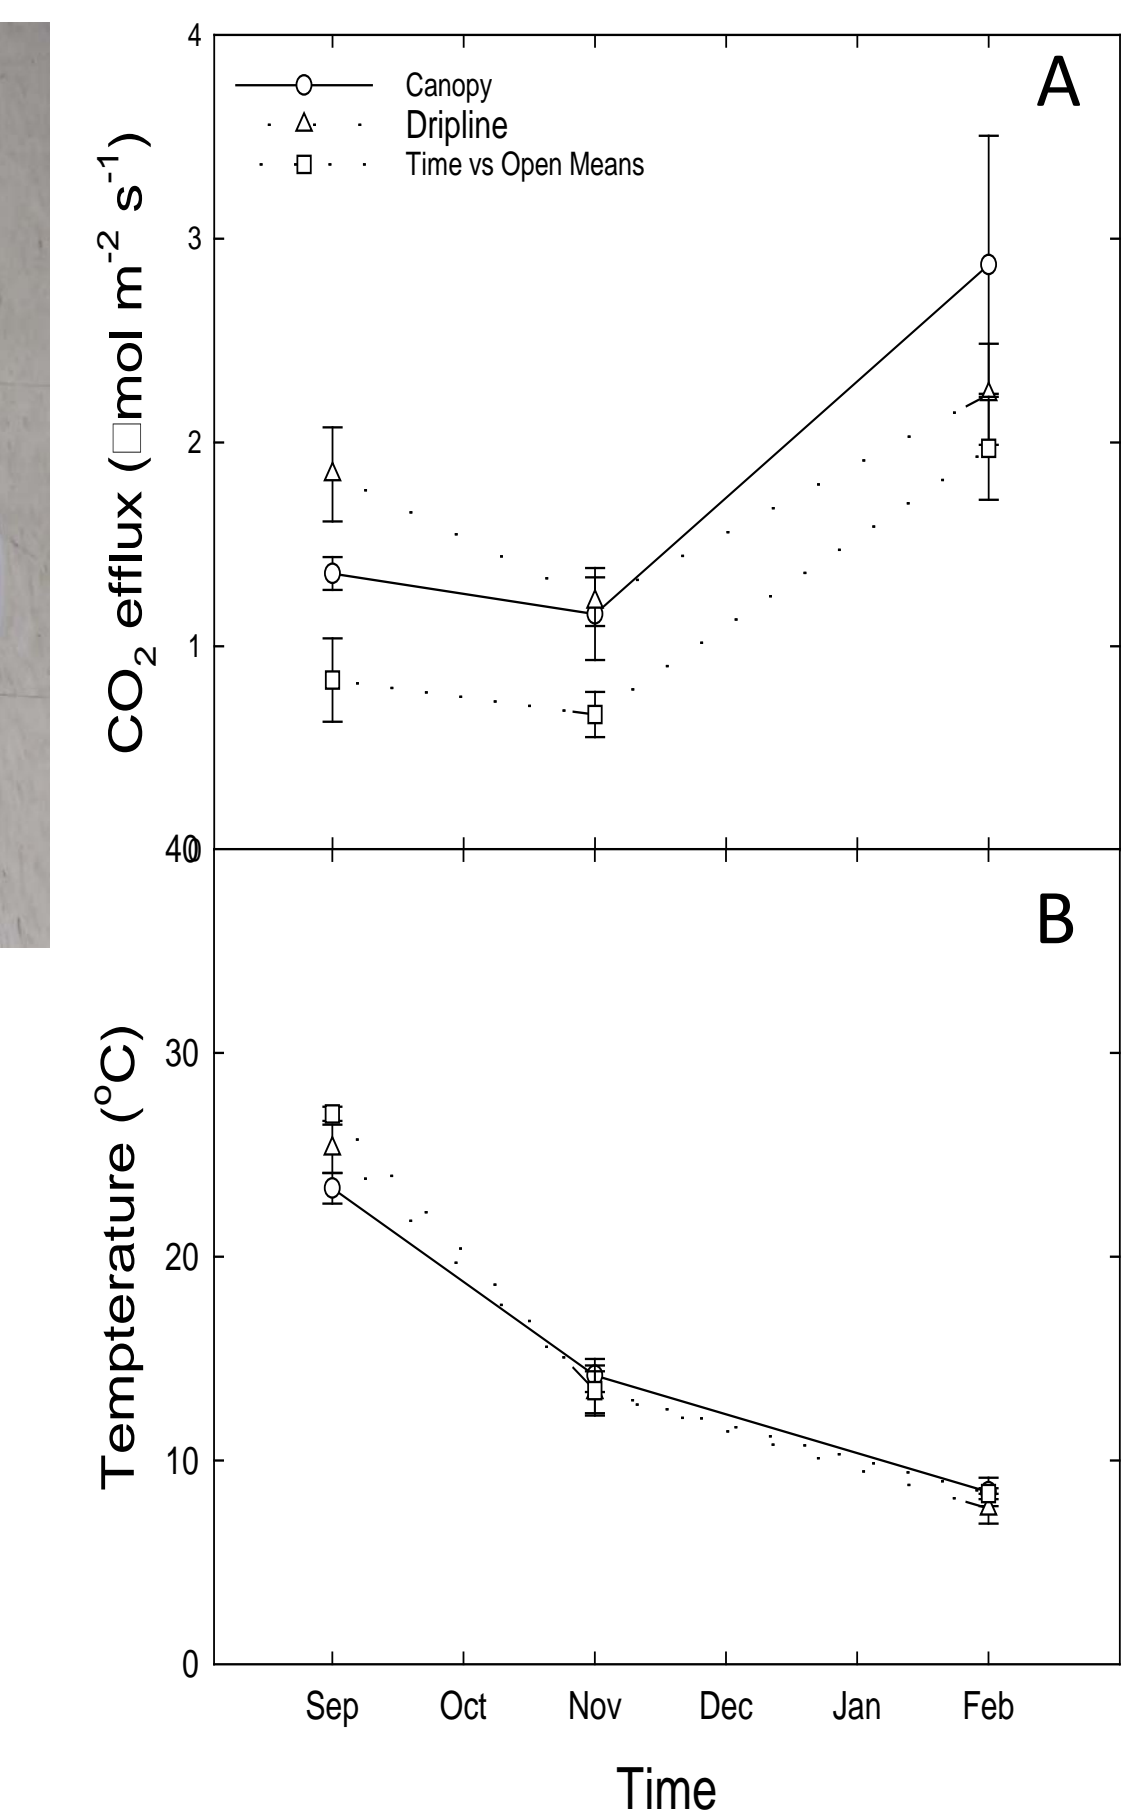 4
A
Canopy
Dripline
Time vs Open Means
3
2
1
0
CO2 efflux (□mol m-2 s-1)
40
B
30
20
10
0
Tempterature (oC)
Sep Oct Nov Dec Jan Feb
Time